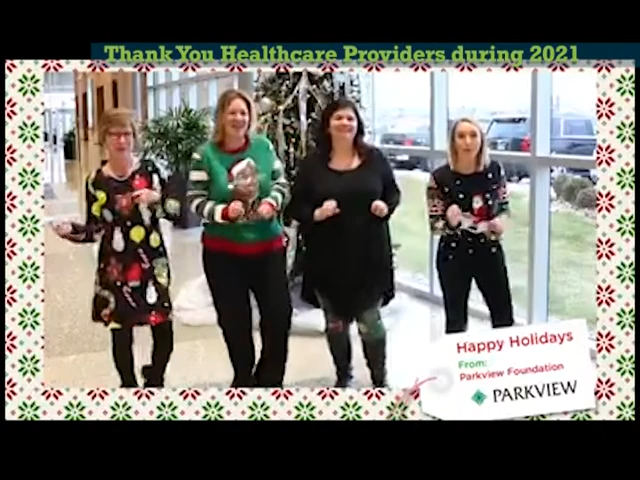 Thank You Healthcare Providers during 2021
Happy Holidays
From:
Parkview Foundation
PARKVIEW